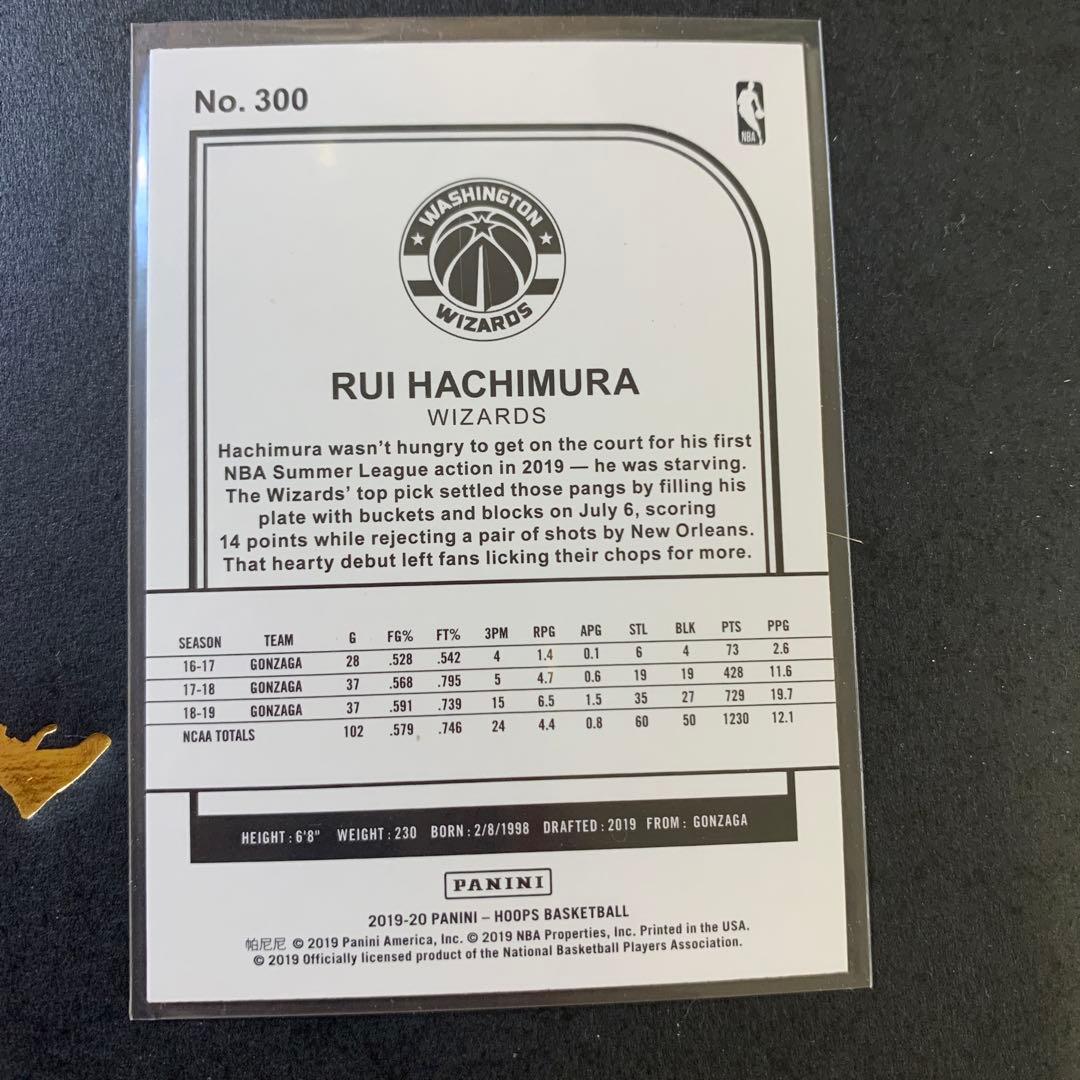 No. 300
NBA
WASHINGTON
WIZARDS
RUI HACHIMURA
WIZARDS
Hachimura wasn't hungry to get on the court for his first
NBA Summer League action in 2019 — he was starving.
The Wizards' top pick settled those pangs by filling his
plate with buckets and blocks on July 6, scoring
14 points while rejecting a pair of shots by New Orleans.
That hearty debut left fans licking their chops for more.
SEASON TEAM G FG% FT% 3PM RPG APG STL BLK PTS PPG
16-17 GONZAGA 28 .528 .542 4 1.4 0.1 6 4 73 2.6
17-18 GONZAGA 37 .568 .795 5 4.7 0.6 19 19 428 11.6
18-19 GONZAGA 37 .591 .739 15 6.5 1.5 35 27 729 19.7
NCAA TOTALS 102 .579 .746 24 4.4 0.8 60 50 1230 12.1
HEIGHT : 6'8" WEIGHT : 230 BORN : 2/8/1998 DRAFTED : 2019 FROM : GONZAGA
PANINI
2019-20 PANINI – HOOPS BASKETBALL
帕尼尼 © 2019 Panini America, Inc. © 2019 NBA Properties, Inc. Printed in the USA.
© 2019 Officially licensed product of the National Basketball Players Association.